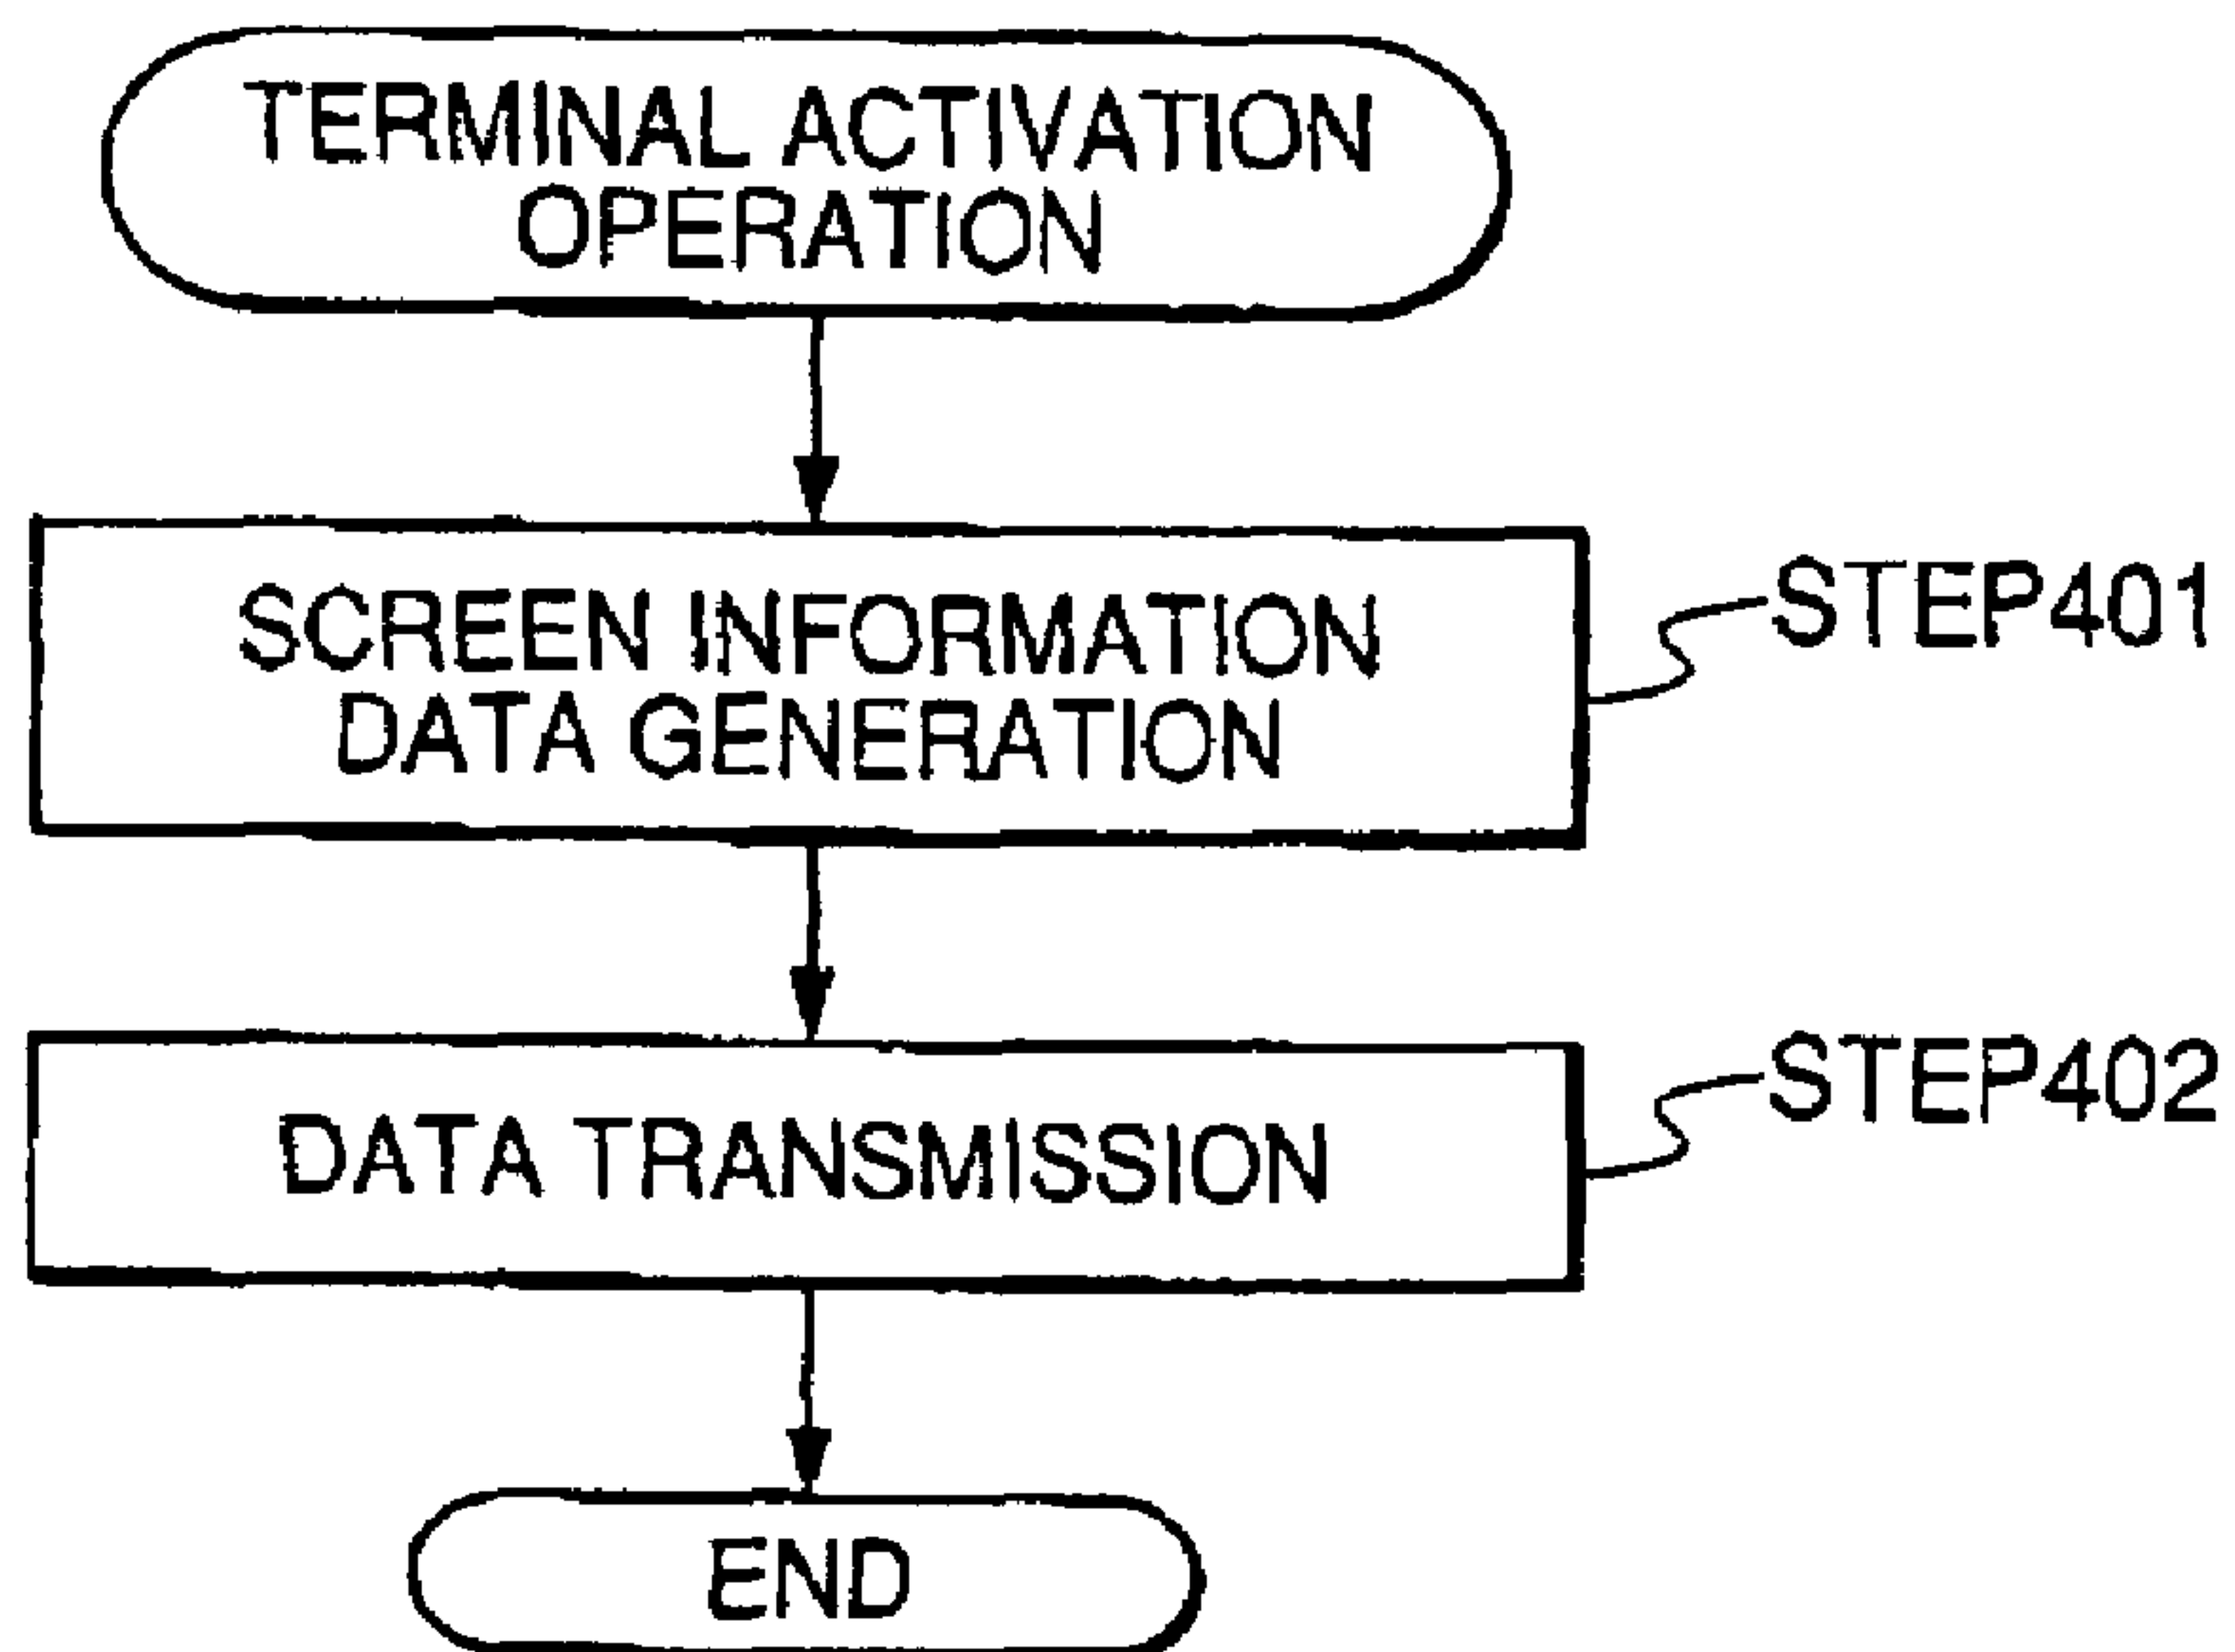 TERMINAL ACTIVATION
OPERATION
SCREEN INFORMATION
DATA GENERATION
STEP401
DATA TRANSMISSION
STEP402
END